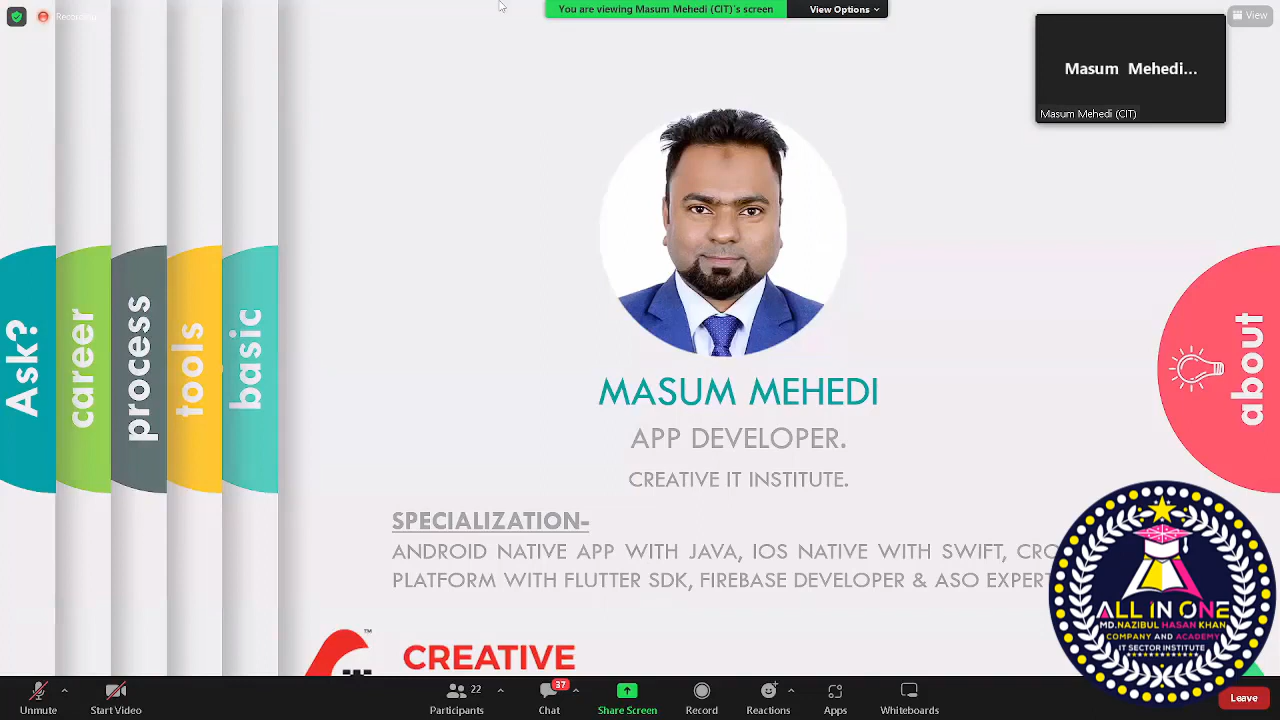 Recording
You are viewing Masum Mehedi (CIT)'s screen
View Options
View
Masum Mehedi...
Masum Mehedi (CIT)
Ask?
career
process
tools
basic
about
MASUM MEHEDI
APP DEVELOPER.
CREATIVE IT INSTITUTE.
SPECIALIZATION-
ANDROID NATIVE APP WITH JAVA, IOS NATIVE WITH SWIFT, CRO
PLATFORM WITH FLUTTER SDK, FIREBASE DEVELOPER & ASO EXPERT
CREATIVE
TM
ALL IN ONE
MD.NAZIBUL HASAN KHAN
COMPANY AND ACADEMY
IT SECTOR INSTITUTE
Unmute
Start Video
22
Participants
37
Chat
Share Screen
Record
Reactions
Apps
Whiteboards
Leave